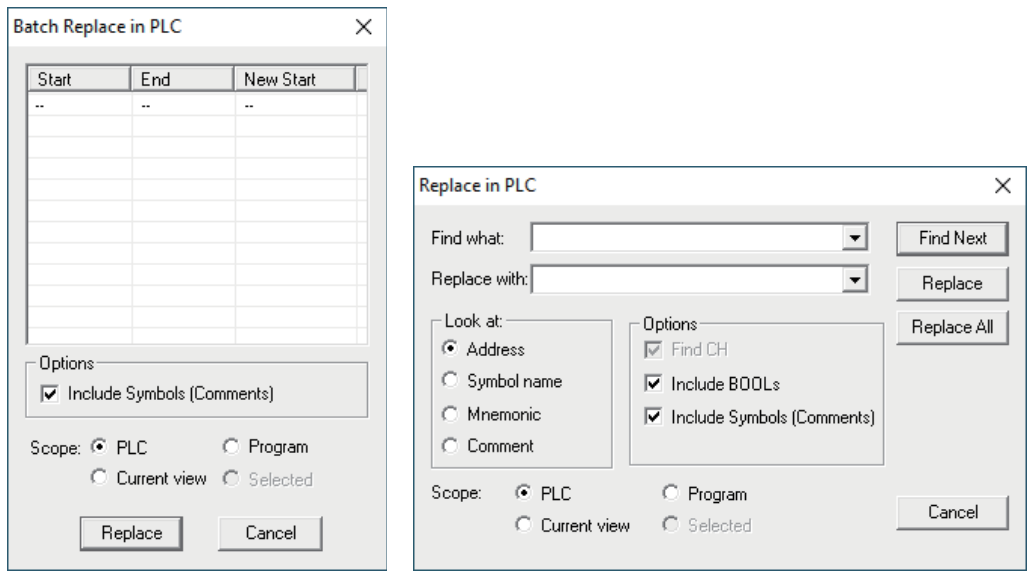 Batch Replace in PLC
Start End New Start
-- -- --
Options
Include Symbols (Comments)
Scope: PLC Program
Current view Selected
Replace Cancel
Replace in PLC
Find what: Find Next
Replace with: Replace
Replace All
Look at: Options
Address Find CH
Symbol name Include BOOLs
Mnemonic Include Symbols (Comments)
Comment
Scope: PLC Program
Current view Selected
Cancel